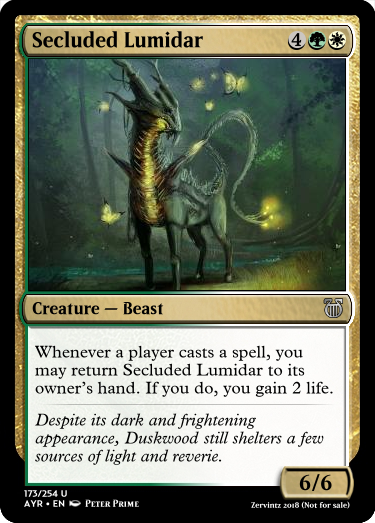 Secluded Lumidar 4
Creature — Beast
Whenever a player casts a spell, you
may return Secluded Lumidar to its
owner's hand. If you do, you gain 2 life.
Despite its dark and frightening
appearance, Duskwood still shelters a few
sources of light and reverie.
6/6
173/254 U
AYR • EN Peter Prime
Zervintz 2018 (Not for sale)